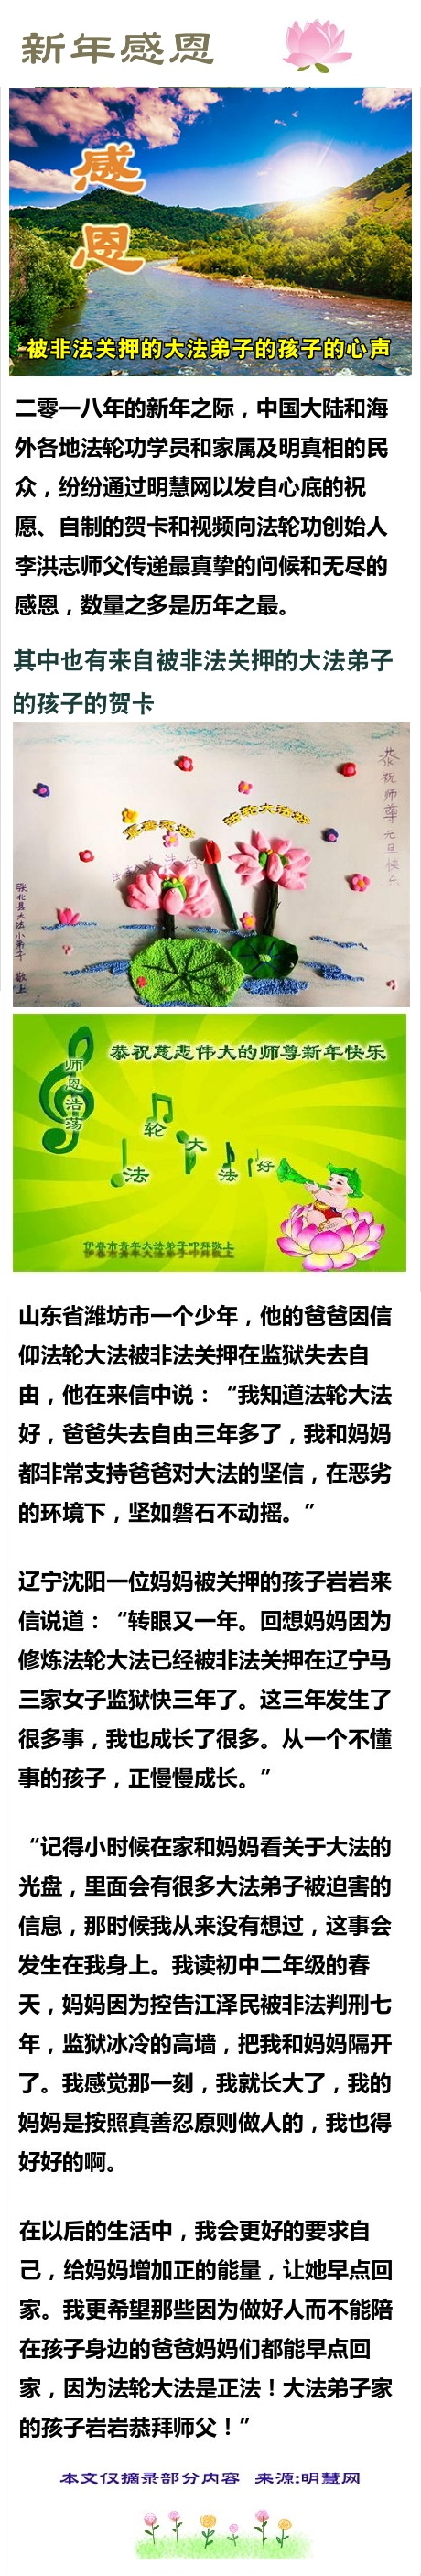 新年感恩
感
恩
被非法关押的大法弟子的孩子的心声
二零一八年的新年之际，中国大陆和海
外各地法轮功学员和家属及明真相的民
众，纷纷通过明慧网以发自心底的祝
愿、自制的贺卡和视频向法轮功创始人
李洪志师父传递最真挚的问候和无尽的
感恩，数量之多是历年之最。
其中也有来自被非法关押的大法弟子
的孩子的贺卡
恭祝师尊元旦快乐
法轮大法好
大法小弟子 敬上
恭祝慈悲伟大的师尊新年快乐
师恩浩荡
法轮大法好
伊春市青年大法弟子叩拜敬上
山东省潍坊市一个少年，他的爸爸因信
仰法轮大法被非法关押在监狱失去自
由，他在来信中说：“我知道法轮大法
好，爸爸失去自由三年多了，我和妈妈
都非常支持爸爸对大法的坚信，在恶劣
的环境下，坚如磐石不动摇。”
辽宁沈阳一位妈妈被关押的孩子岩岩来
信说道：“转眼又一年。回想妈妈因为
修炼法轮大法已经被非法关押在辽宁马
三家女子监狱快三年了。这三年发生了
很多事，我也成长了很多。从一个不懂
事的孩子，正慢慢成长。”
“记得小时候在家和妈妈看关于大法的
光盘，里面会有很多大法弟子被迫害的
信息，那时候我从来没有想过，这事会
发生在我身上。我读初中二年级的春
天，妈妈因为控告江泽民被非法判刑七
年，监狱冰冷的高墙，把我和妈妈隔开
了。我感觉那一刻，我就长大了，我的
妈妈是按照真善忍原则做人的，我也得
好好的啊。
在以后的生活中，我会更好的要求自
己，给妈妈增加正的能量，让她早点回
家。我更希望那些因为做好人而不能陪
在孩子身边的爸爸妈妈们都能早点回
家，因为法轮大法是正法！大法弟子家
的孩子岩岩恭拜师父！”
本文仅摘录部分内容 来源:明慧网